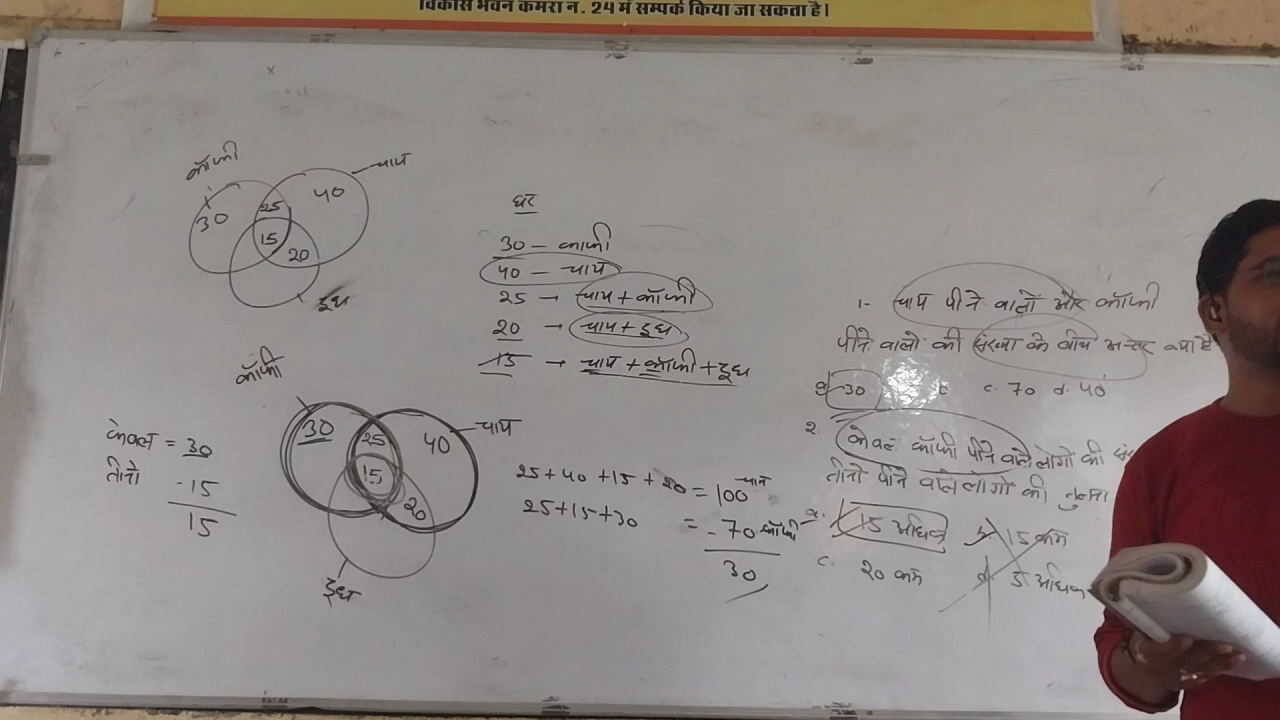 विकास भवन कमरा न. 24 में सम्पर्क किया जा सकता है।
कॉफी
चाय
30
25
40
15
20
दूध
घर
30 – कॉफी
40 – चाय
25 → चाय + कॉफी
20 → चाय + दूध
15 → चाय + कॉफी + दूध
कॉफी
चाय
30
25
40
15
20
दूध
केवल = 30
तीनो - 15
15
25 + 40 + 15 + 20 = 100 चाय
25 + 15 + 30 = - 70 कॉफी
30
1- चाय पीने वालों और कॉफी
पीने वालो की संख्या के बीच अन्तर क्या है
a 30 b c. 70 d. 40
2 केवल कॉफी पीने वाले लोगों की
तीनो पीने वाले लोगो की तुलना
a. 15 अधिक b 15 कम
c. 20 कम d. 5 अधिक